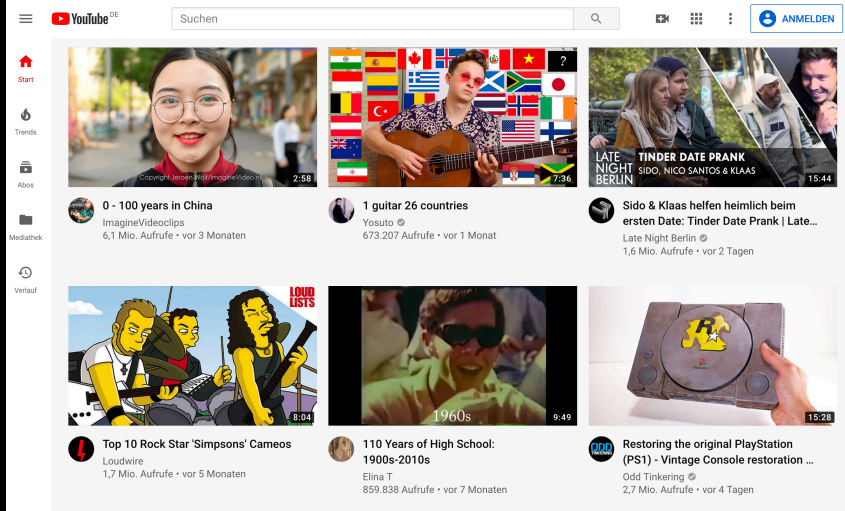 YouTube DE
Suchen
ANMELDEN
Start
Trends
Abos
Mediathek
Verlauf
Copyright Jeroen Wolf/ImagineVideo.nl
2:58
?
7:36
LATE
NIGHT
BERLIN
TINDER DATE PRANK
SIDO, NICO SANTOS & KLAAS
15:44
0 - 100 years in China
ImagineVideoclips
6,1 Mio. Aufrufe • vor 3 Monaten
1 guitar 26 countries
Yosuto
673.207 Aufrufe • vor 1 Monat
Sido & Klaas helfen heimlich beim
ersten Date: Tinder Date Prank | Late...
Late Night Berlin
1,6 Mio. Aufrufe • vor 2 Tagen
LOUD
LISTS
8:04
1960s
9:49
R
15:28
Top 10 Rock Star 'Simpsons' Cameos
Loudwire
1,7 Mio. Aufrufe • vor 5 Monaten
110 Years of High School:
1900s-2010s
Elina T
859.838 Aufrufe • vor 7 Monaten
ODD
TINKERING
Restoring the original PlayStation
(PS1) - Vintage Console restoration ...
Odd Tinkering
2,7 Mio. Aufrufe • vor 4 Tagen